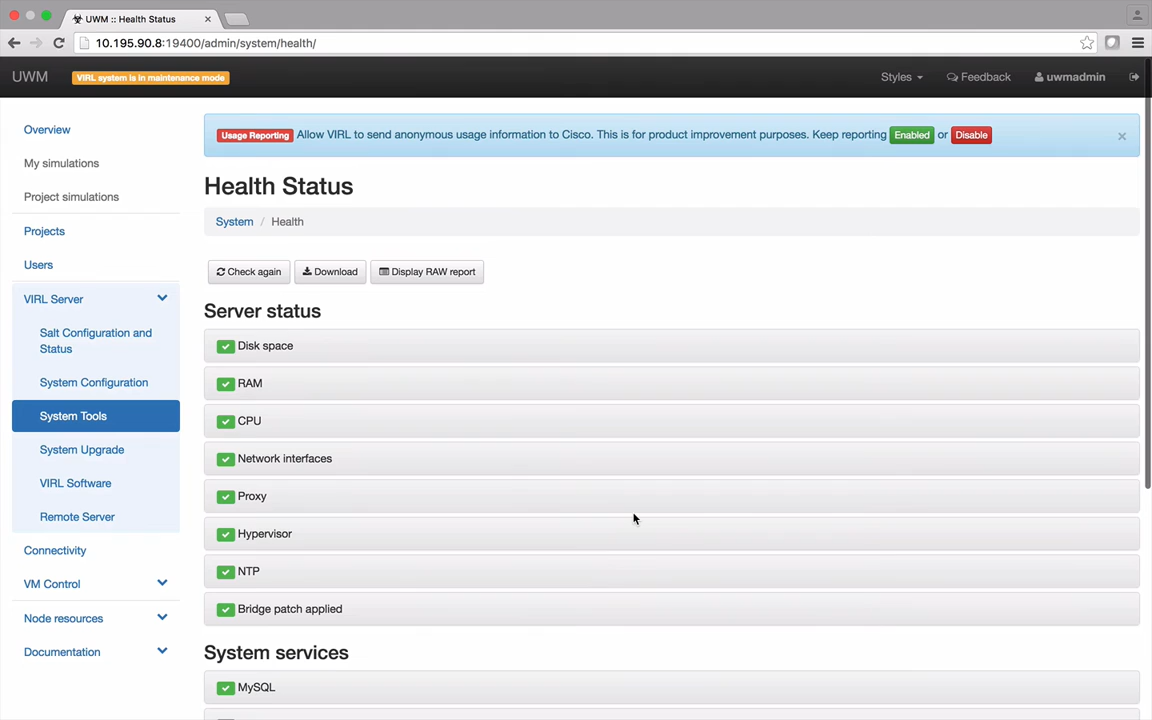 UWM :: Health Status
10.195.90.8:19400/admin/system/health/
UWM
VIRL system is in maintenance mode
Styles
Feedback
uwmadmin
Overview
My simulations
Project simulations
Projects
Users
VIRL Server
Salt Configuration and
Status
System Configuration
System Tools
System Upgrade
VIRL Software
Remote Server
Connectivity
VM Control
Node resources
Documentation
Usage Reporting Allow VIRL to send anonymous usage information to Cisco. This is for product improvement purposes. Keep reporting Enabled or Disable
Health Status
System / Health
Check again
Download
Display RAW report
Server status
Disk space
RAM
CPU
Network interfaces
Proxy
Hypervisor
NTP
Bridge patch applied
System services
MySQL